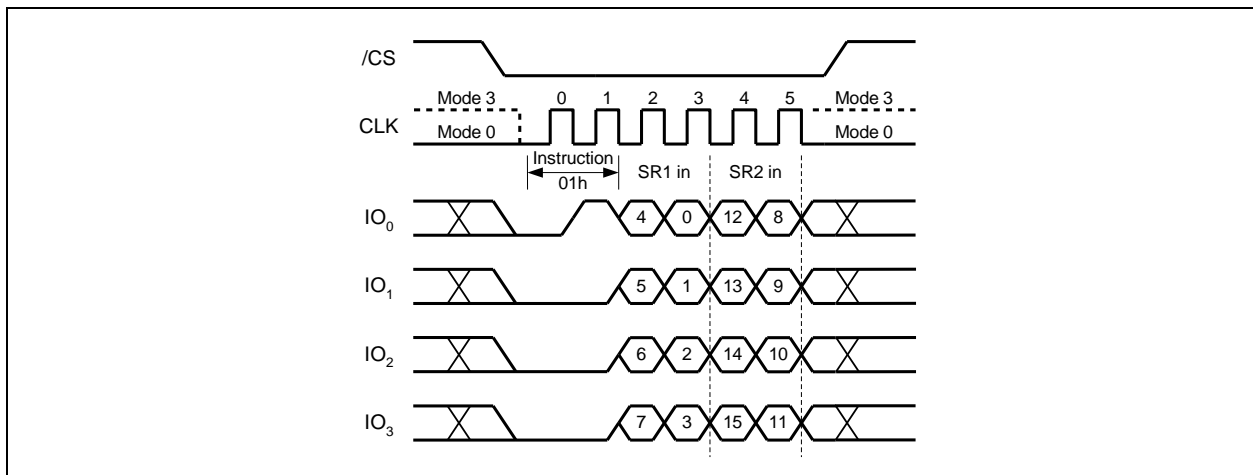 /CS
Mode 3 0 1 2 3 4 5 Mode 3
CLK Mode 0 Mode 0
Instruction SR1 in SR2 in
01h
IO0 4 0 12 8
IO1 5 1 13 9
IO2 6 2 14 10
IO3 7 3 15 11